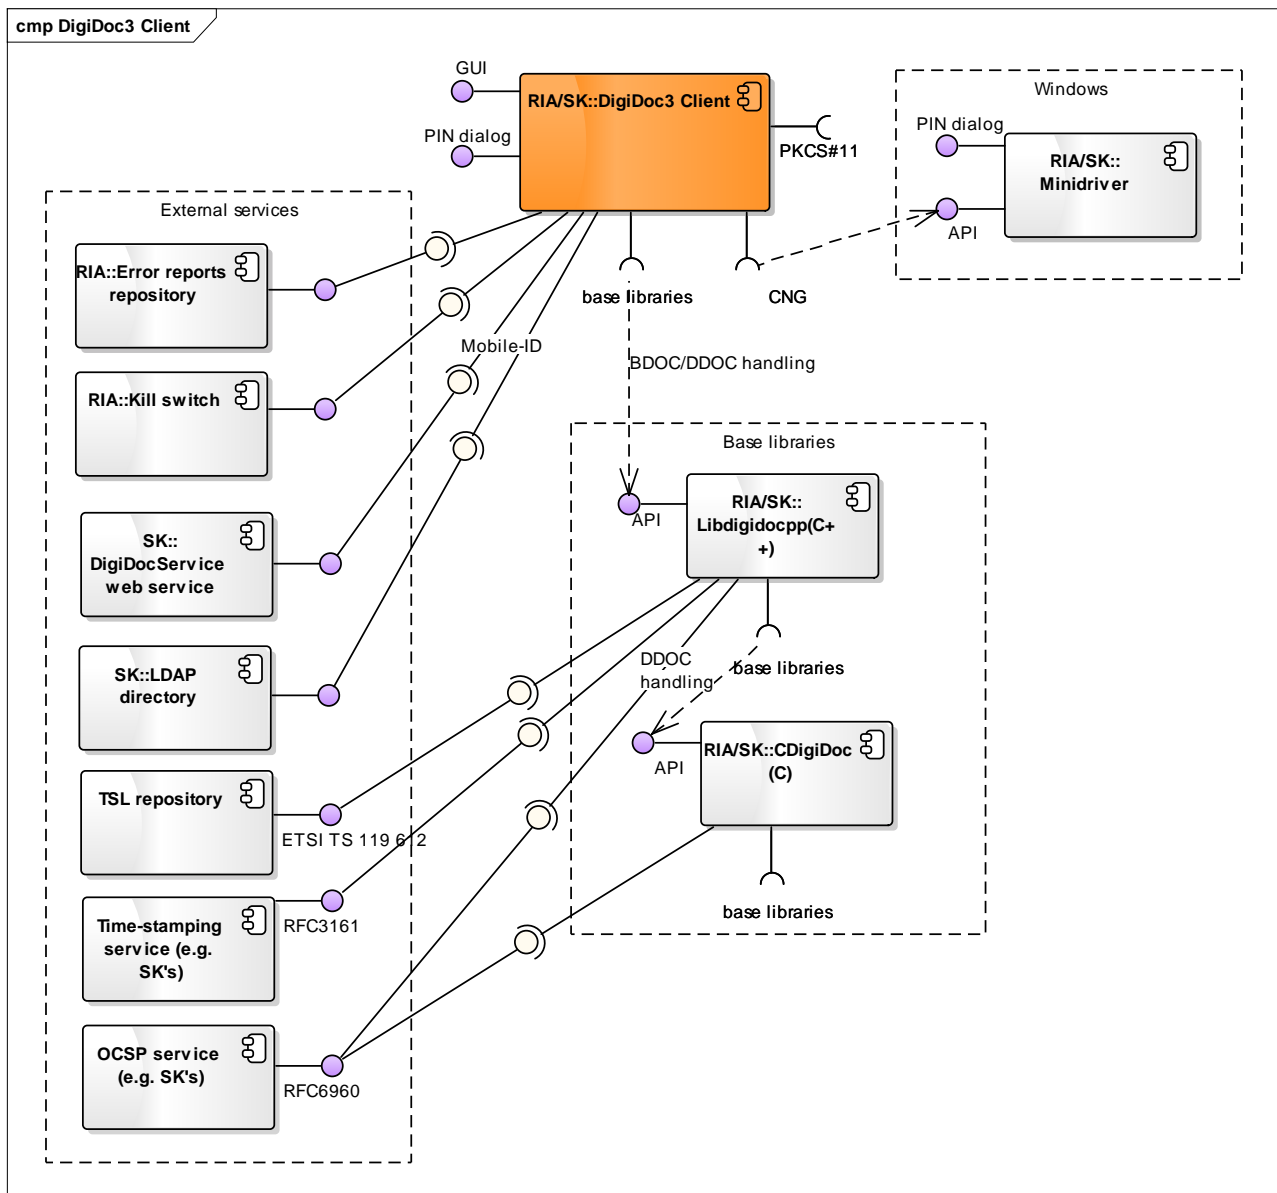 cmp DigiDoc3 Client
GUI
PIN dialog
RIA/SK::DigiDoc3 Client
PKCS#11
Windows
PIN dialog
RIA/SK::
Minidriver
API
External services
RIA::Error reports
repository
base libraries
CNG
Mobile-ID
BDOC/DDOC handling
RIA::Kill switch
Base libraries
RIA/SK::
Libdigidocpp(C+
+)
API
SK::
DigiDocService
web service
DDOC
handling
base libraries
SK::LDAP
directory
RIA/SK::CDigiDoc
(C)
API
TSL repository
ETSI TS 119 612
base libraries
Time-stamping
service (e.g.
SK's)
RFC3161
OCSP service
(e.g. SK's)
RFC6960